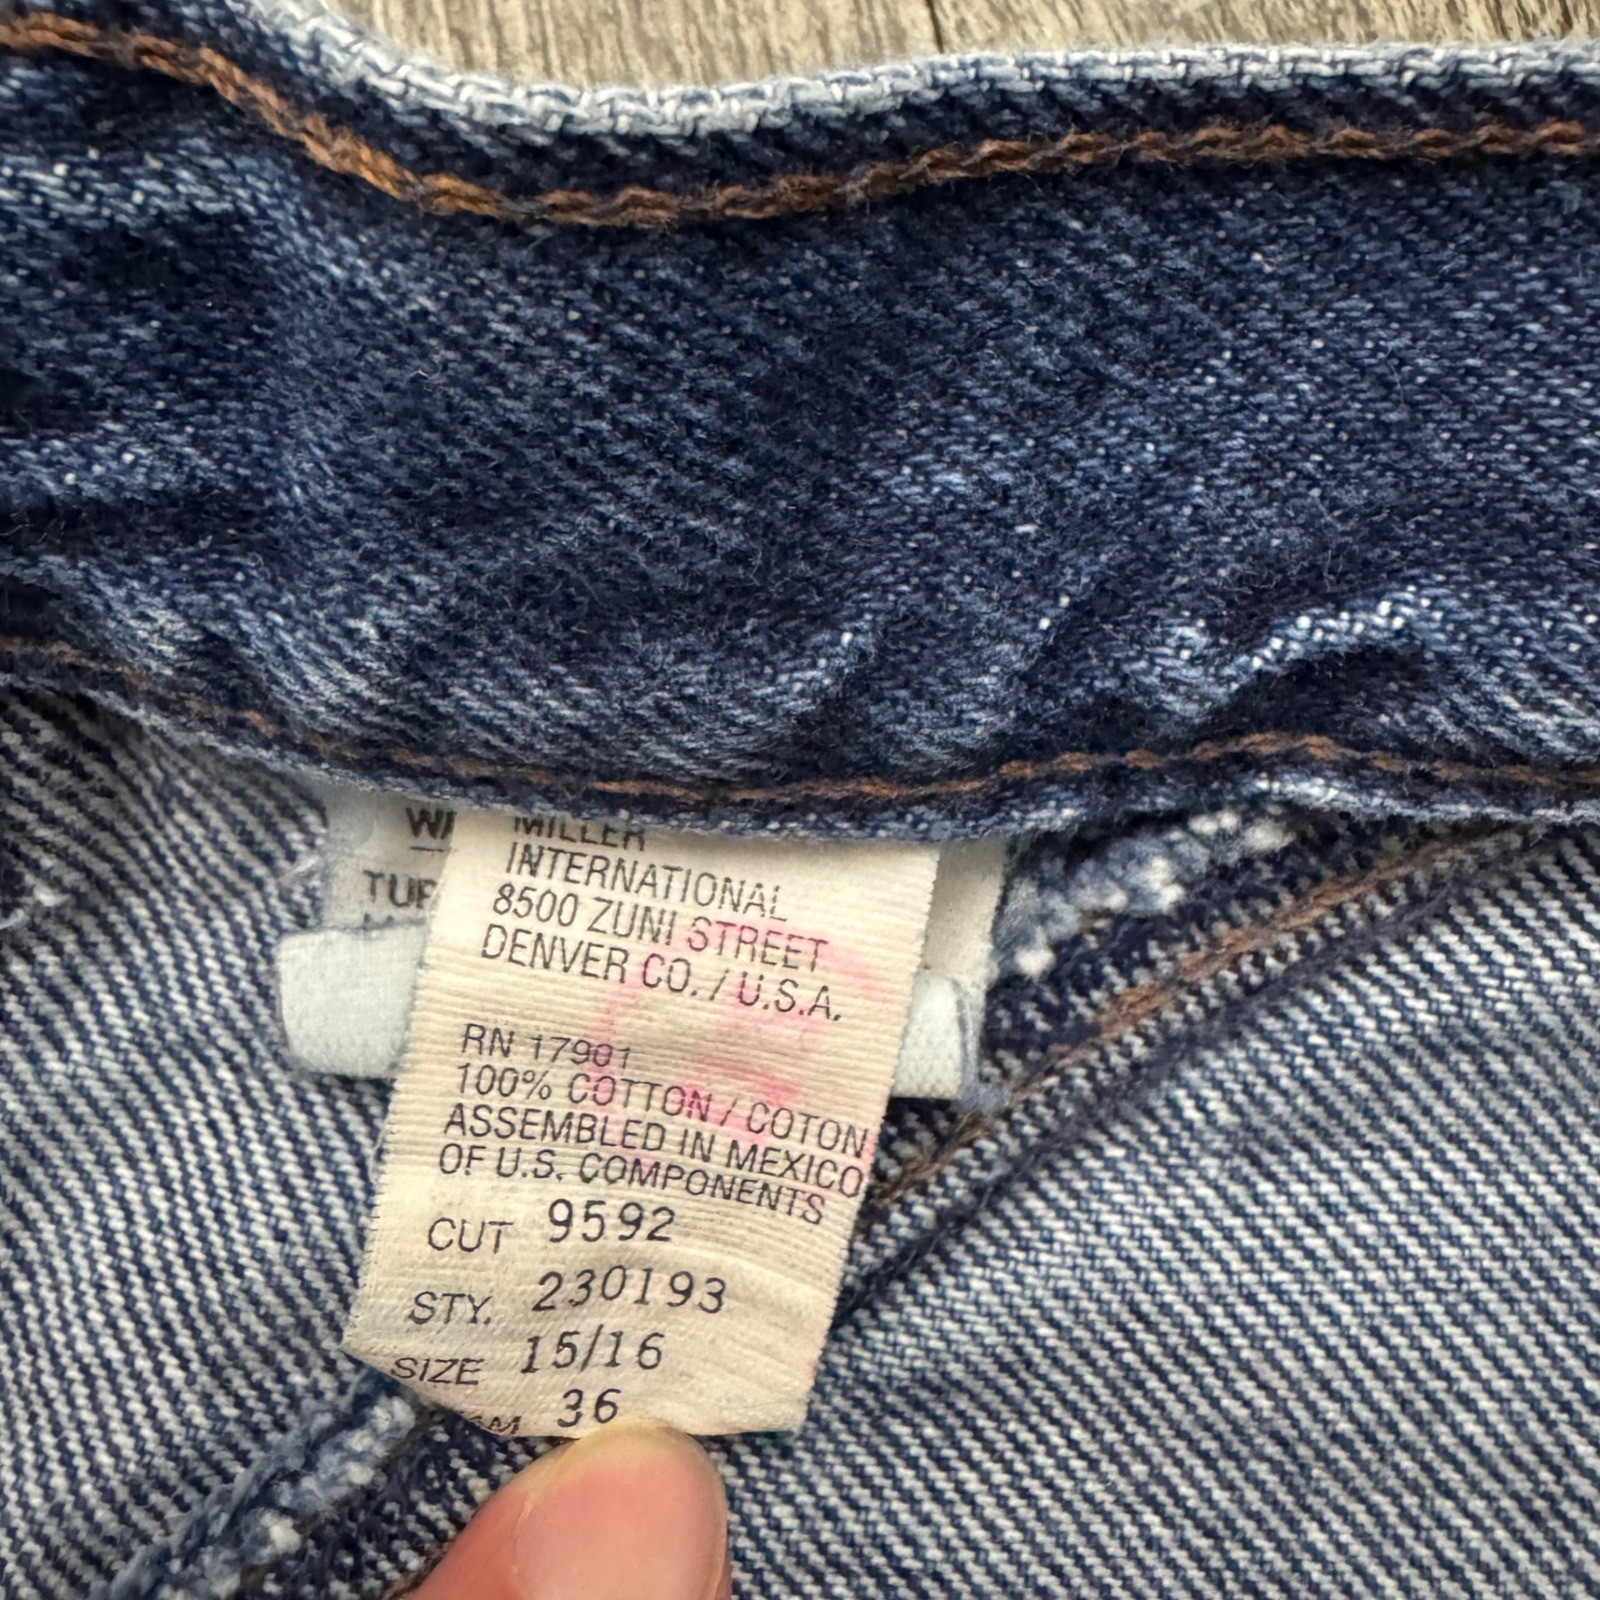 MILLER
INTERNATIONAL
8500 ZUNI STREET
DENVER CO. / U.S.A.
RN 17901
100% COTTON / COTON
ASSEMBLED IN MEXICO
OF U.S. COMPONENTS
CUT 9592
STY. 230193
SIZE 15/16
36